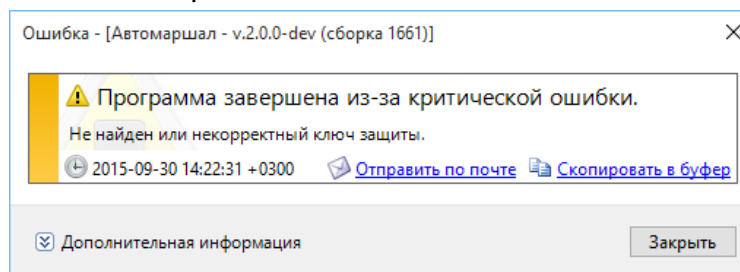 Ошибка - [Автомаршал - v.2.0.0-dev (сборка 1661)]
Программа завершена из-за критической ошибки.
Не найден или некорректный ключ защиты.
2015-09-30 14:22:31 +0300 Отправить по почте Скопировать в буфер
Дополнительная информация Закрыть